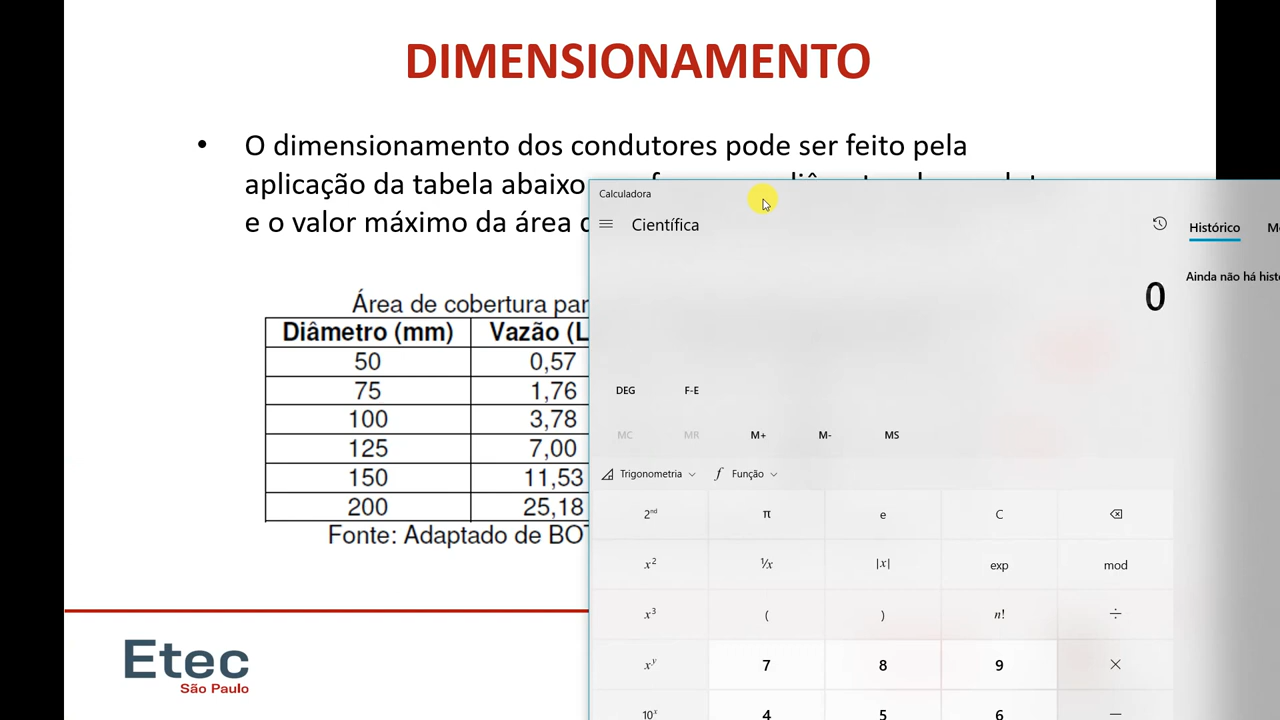 DIMENSIONAMENTO
• O dimensionamento dos condutores pode ser feito pela
aplicação da tabela abaixo
e o valor máximo da área
Área de cobertura par
Diâmetro (mm) Vazão (L
50 0,57
75 1,76
100 3,78
125 7,00
150 11,53
200 25,18
Fonte: Adaptado de BOT
Etec
São Paulo
Calculadora
Científica
Histórico
Ainda não há
0
DEG F-E
MC MR M+ M- MS
Trigonometria f Função
2nd π e C
x² ¹/x |x| exp mod
x³ ( ) n! ÷
xʸ 7 8 9 ×
10ˣ 4 5 6 −